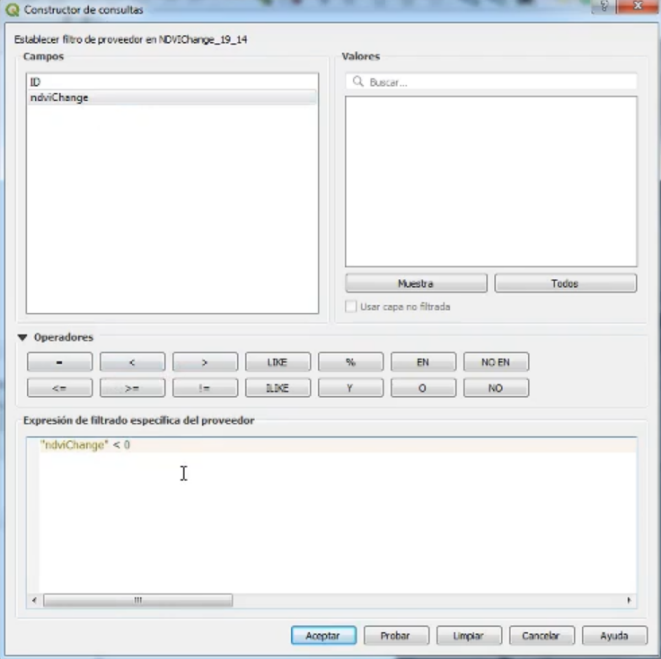 Constructor de consultas
Establecer filtro de proveedor en NDVIChange_19_14
Campos
Valores
ID
ndviChange
Buscar...
Muestra
Todos
Usar capa no filtrada
Operadores
= < > LIKE % EN NO EN
<= >= != ILIKE Y O NO
Expresión de filtrado específica del proveedor
"ndviChange" < 0
Aceptar Probar Limpiar Cancelar Ayuda